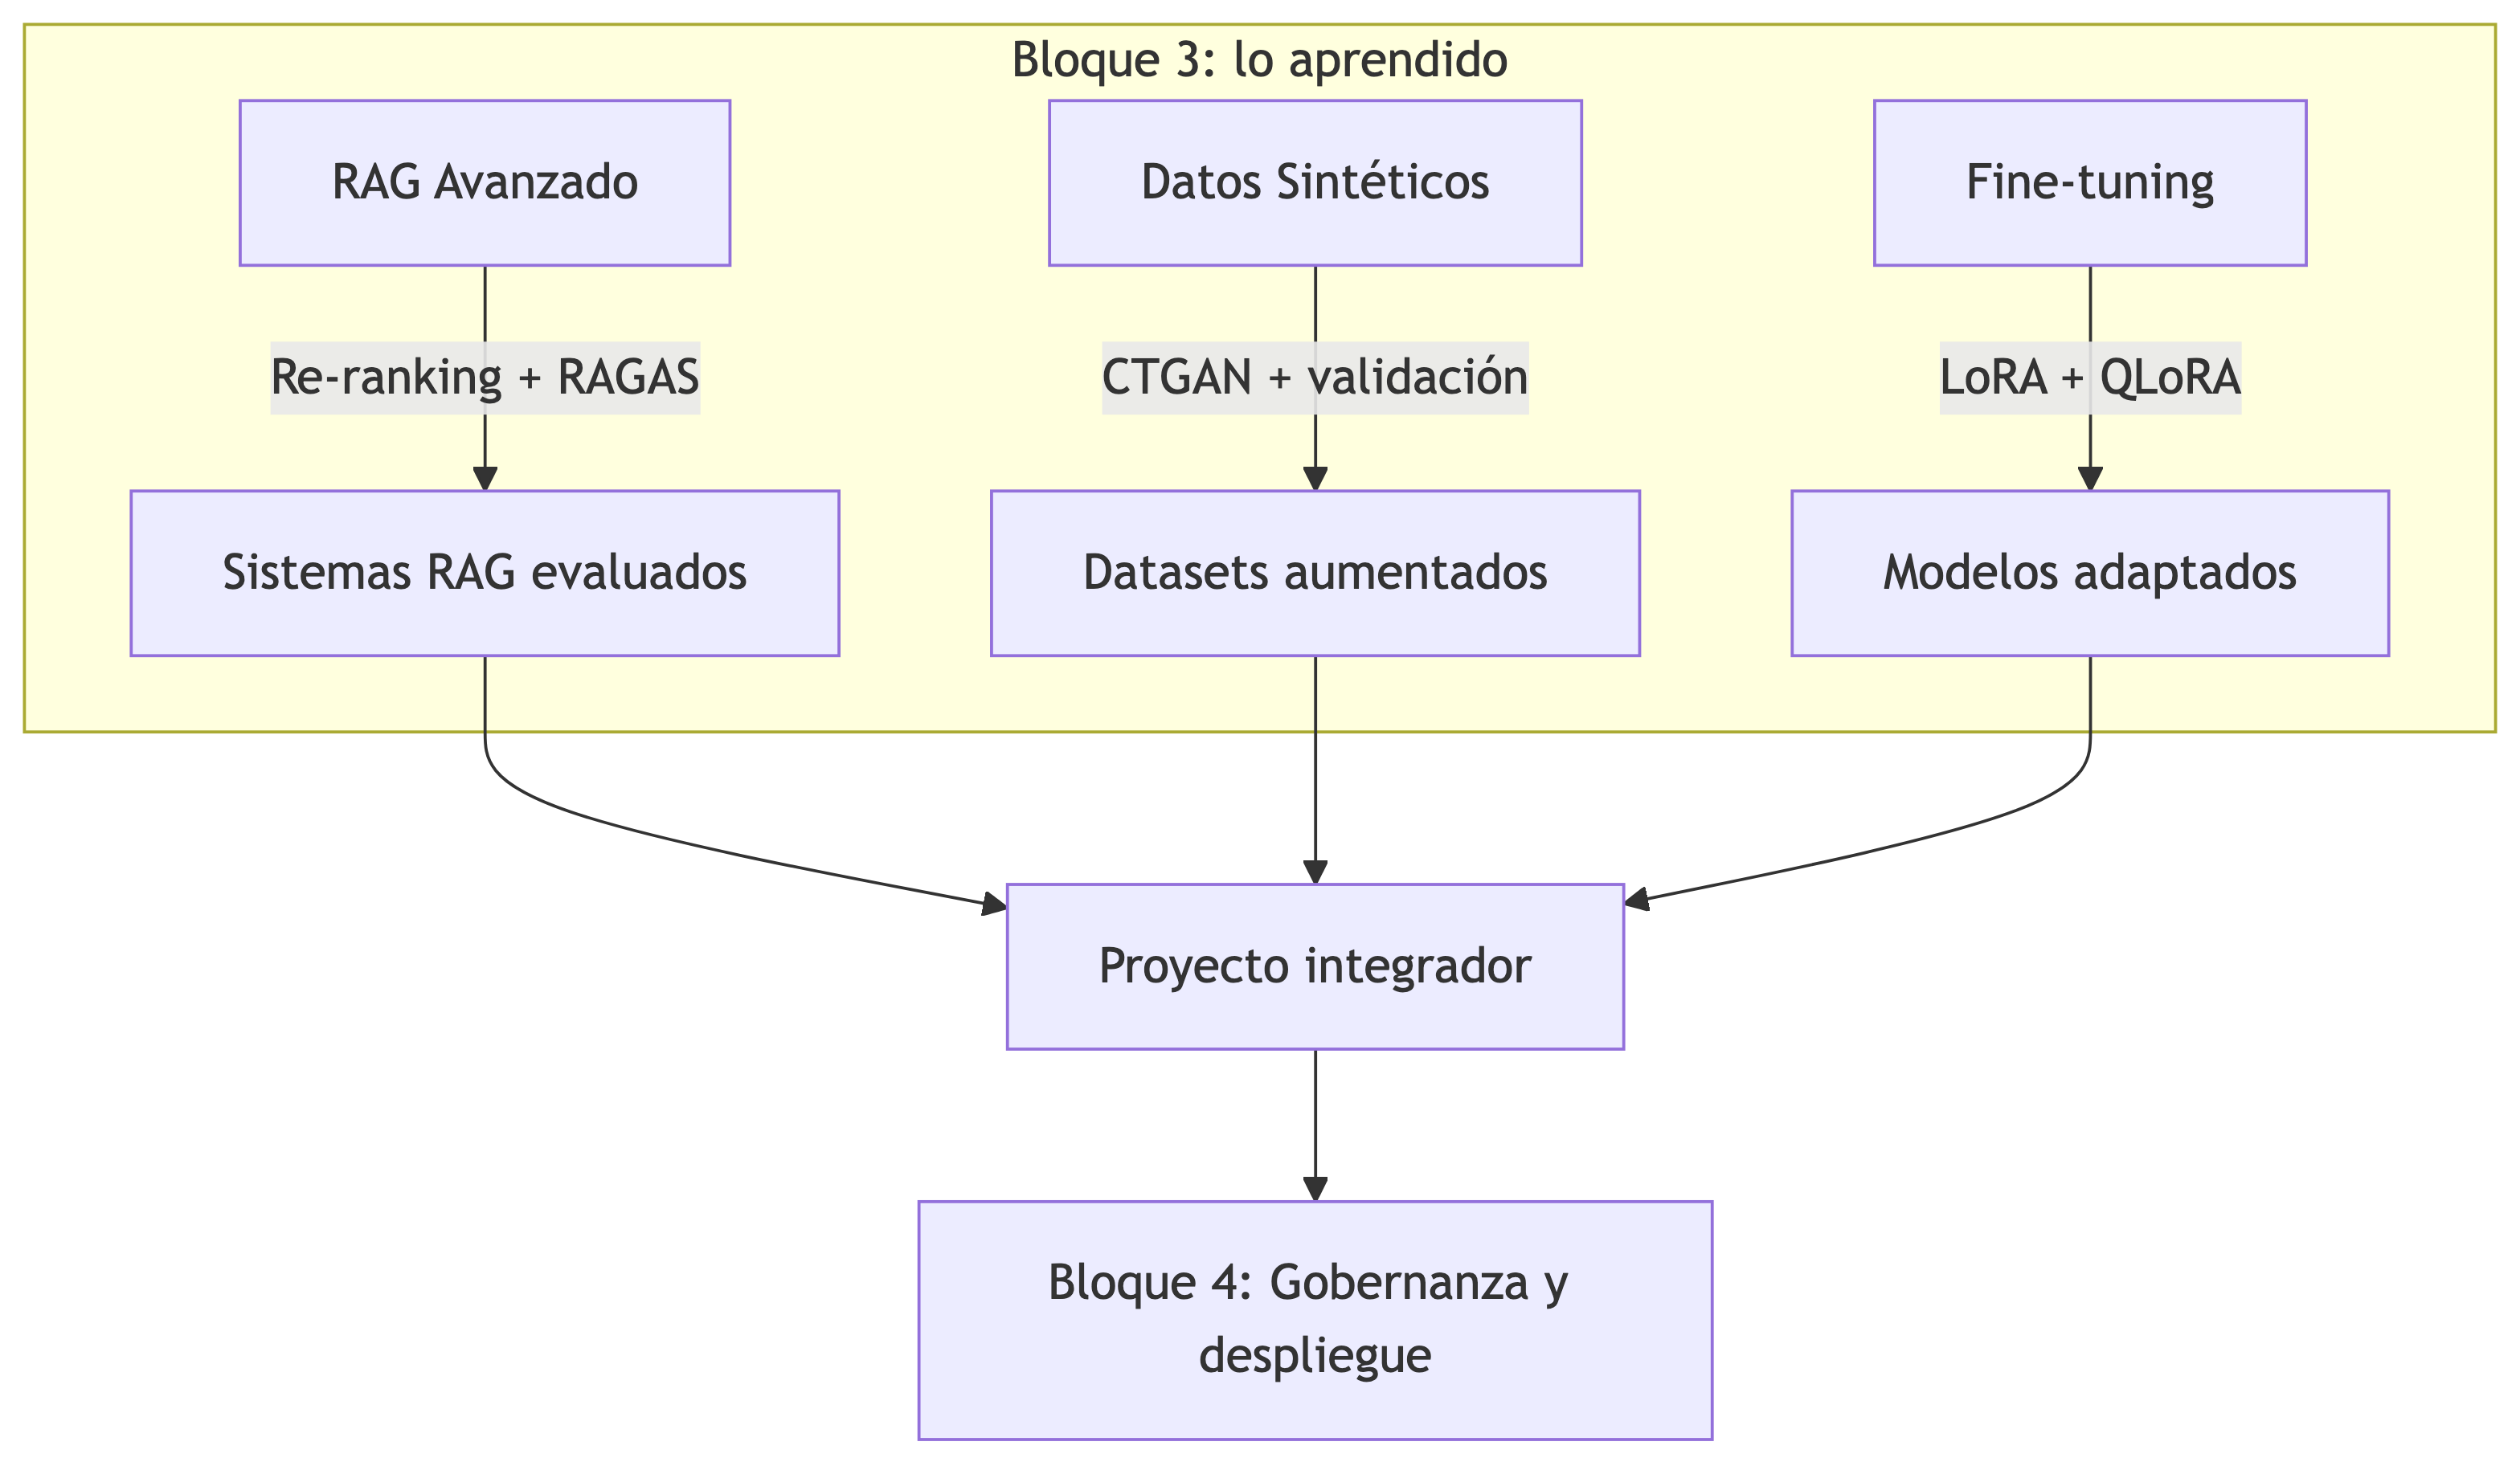 Bloque 3: lo aprendido
RAG Avanzado
Datos Sintéticos
Fine-tuning
Re-ranking + RAGAS
CTGAN + validación
LoRA + QLoRA
Sistemas RAG evaluados
Datasets aumentados
Modelos adaptados
Proyecto integrador
Bloque 4: Gobernanza y
despliegue